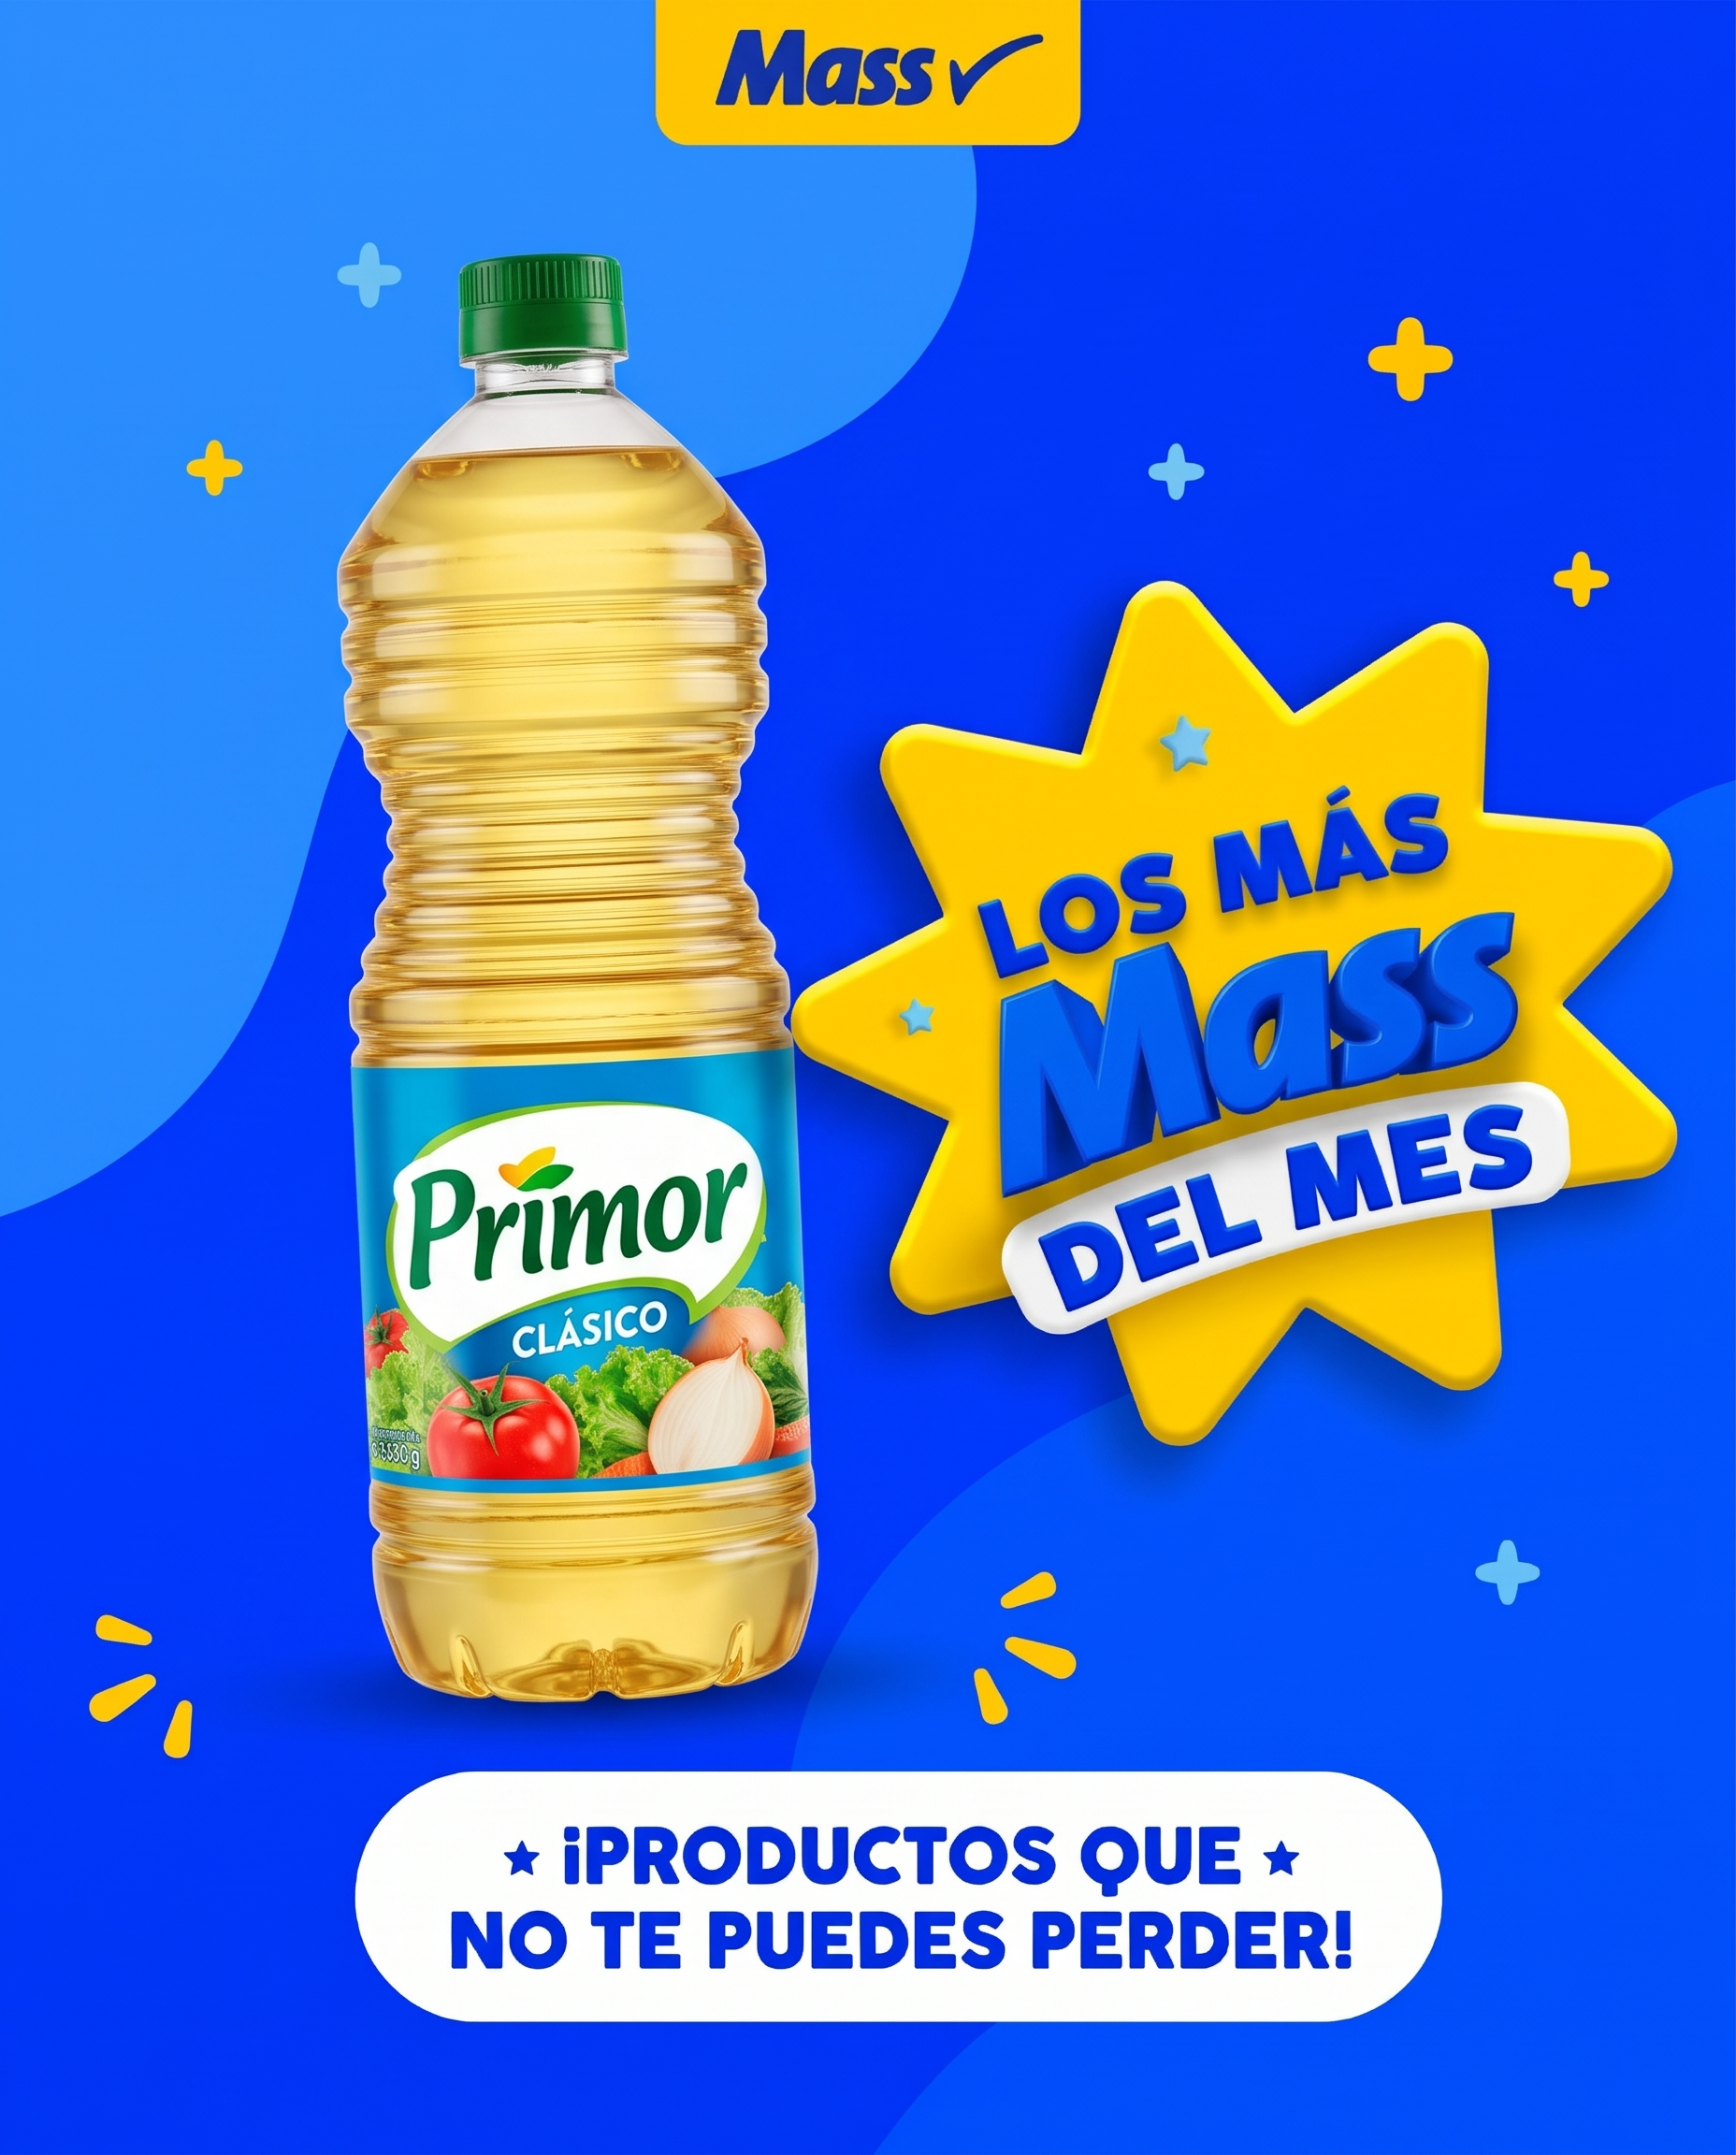 Mass
LOS MÁS
Mass
DEL MES
Primor
CLÁSICO
¡PRODUCTOS QUE
NO TE PUEDES PERDER!